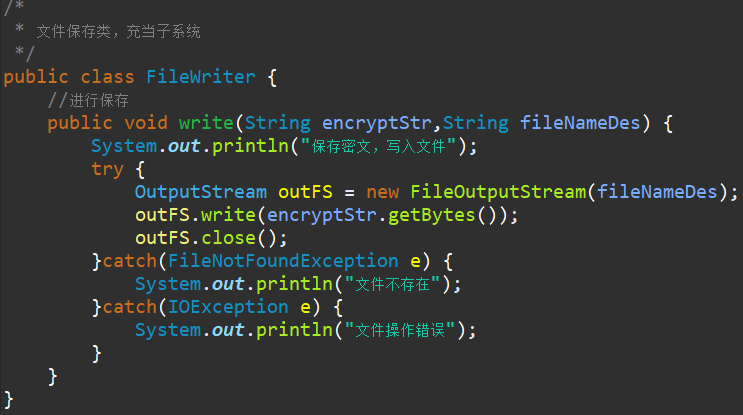 /*
 * 文件保存类，充当子系统
 */
public class FileWriter {
    //进行保存
    public void write(String encryptStr,String fileNameDes) {
        System.out.println("保存密文，写入文件");
        try {
            OutputStream outFS = new FileOutputStream(fileNameDes);
            outFS.write(encryptStr.getBytes());
            outFS.close();
        }catch(FileNotFoundException e) {
            System.out.println("文件不存在");
        }catch(IOException e) {
            System.out.println("文件操作错误");
        }
    }
}